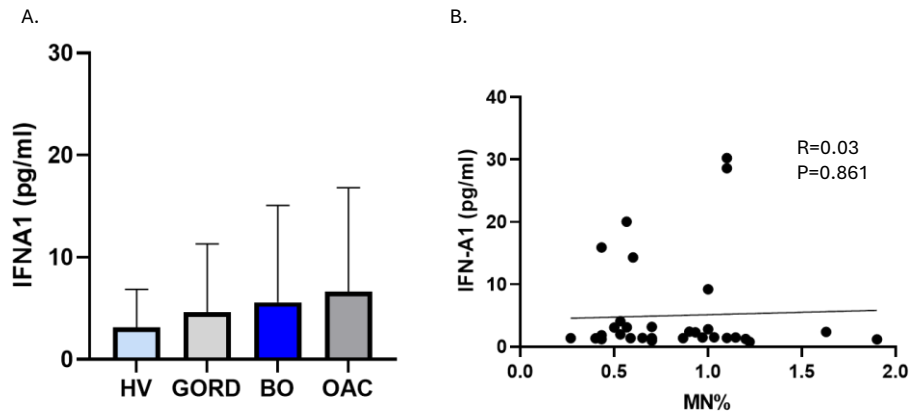 A.
30
20
10
0
IFNA1 (pg/ml)
HV GORD BO OAC
B.
40
30
20
10
0
IFN-A1 (pg/ml)
R=0.03
P=0.861
0.0 0.5 1.0 1.5 2.0
MN%